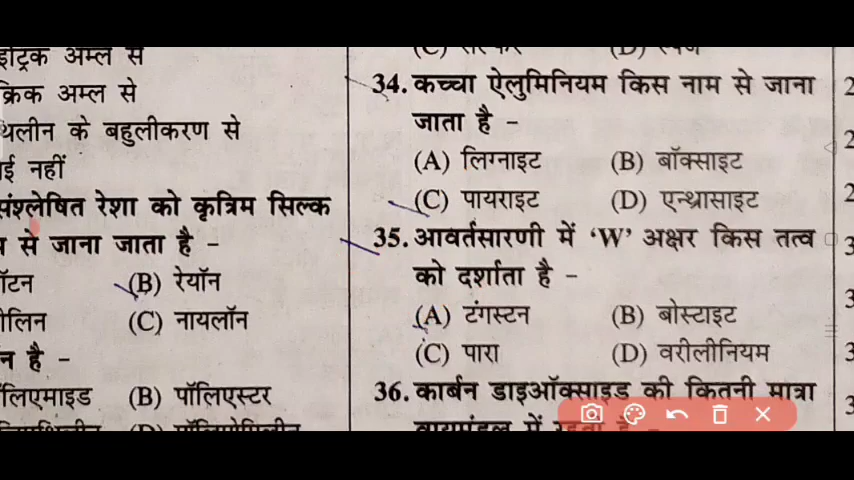 अम्ल से
क्रिक अम्ल से
थलीन के बहुलीकरण से
ई नहीं
संश्लेषित रेशा को कृत्रिम सिल्क
से जाना जाता है -
ॉटन (B) रेयॉन
ोलिन (C) नायलॉन
न है -
लिएमाइड (B) पॉलिएस्टर
34. कच्चा ऐलुमिनियम किस नाम से जाना
जाता है -
(A) लिग्नाइट (B) बॉक्साइट
(C) पायराइट (D) एन्थ्रासाइट
35. आवर्तसारणी में ‘W’ अक्षर किस तत्व
को दर्शाता है -
(A) टंगस्टन (B) बोस्टाइट
(C) पारा (D) वरीलीनियम
36. कार्बन डाइऑक्साइड की कितनी मात्रा
वायुमंडल में